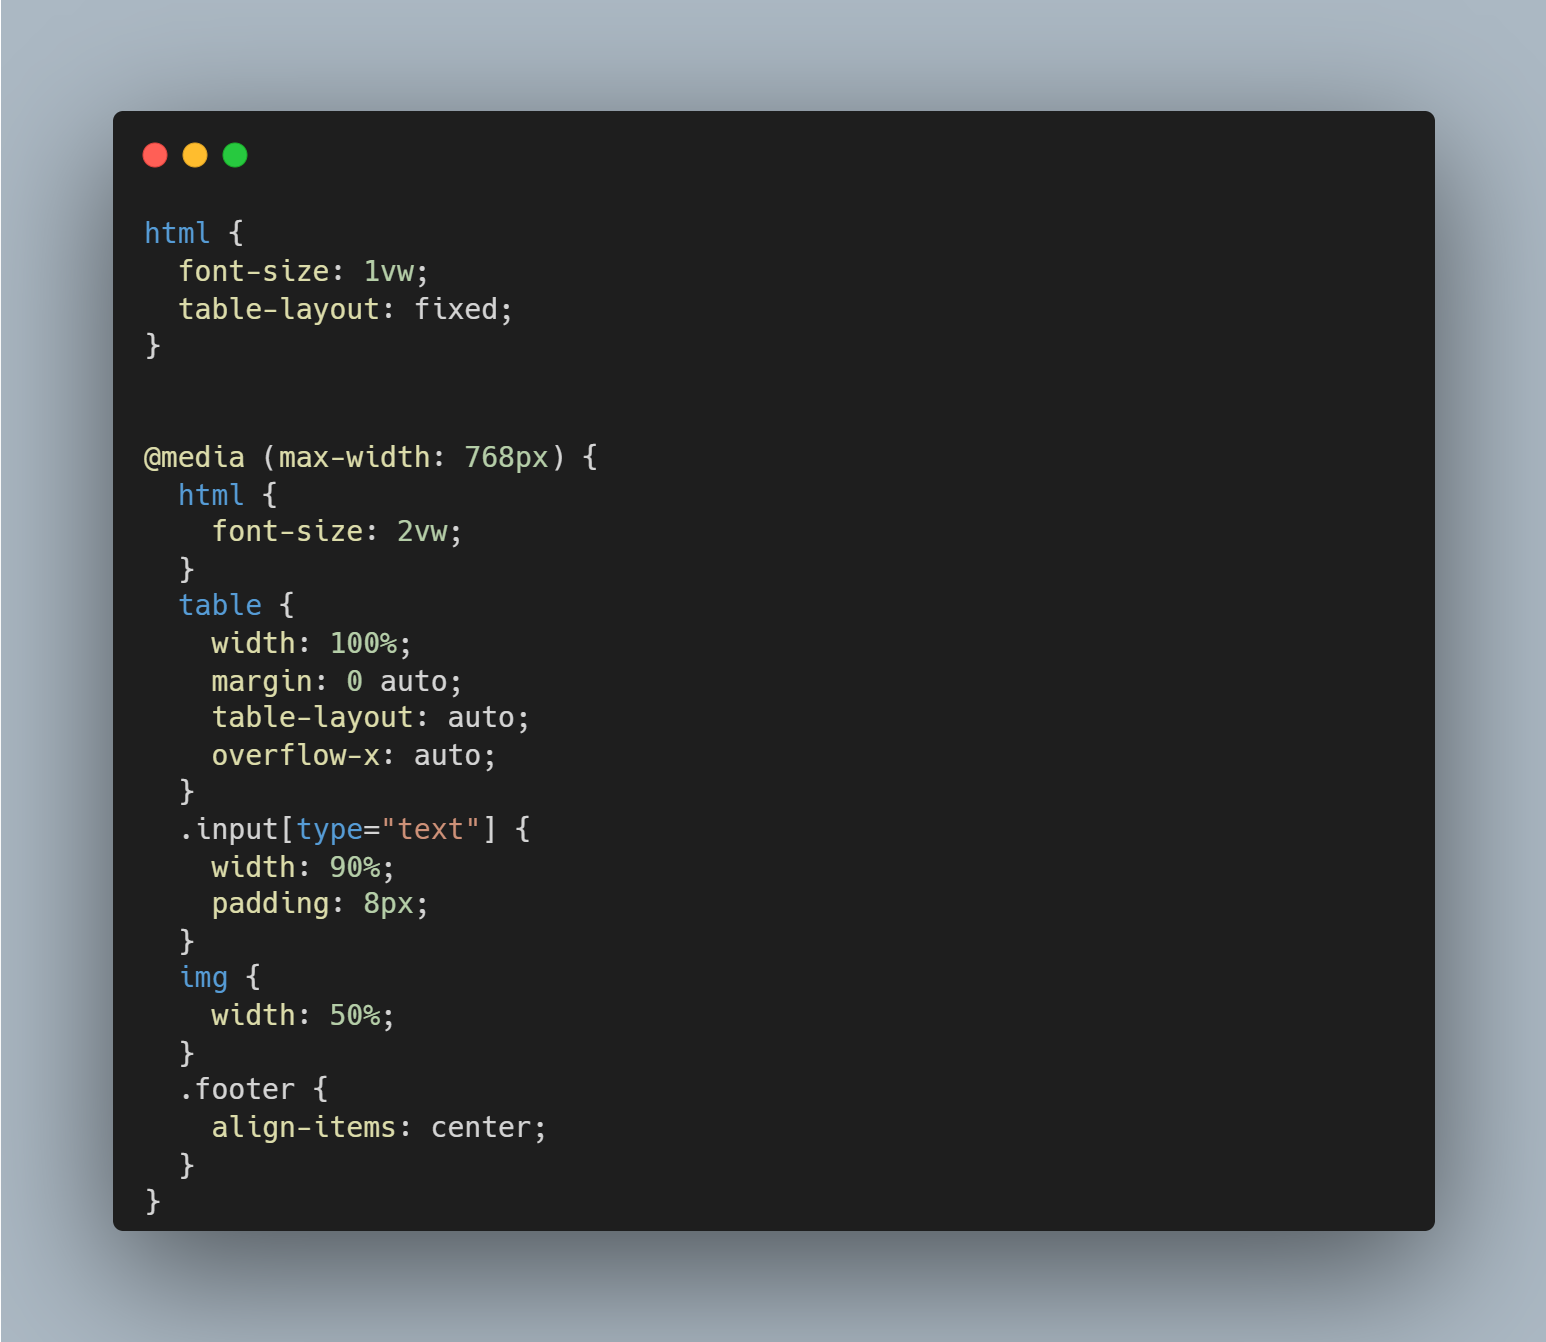 html {
  font-size: 1vw;
  table-layout: fixed;
}


@media (max-width: 768px) {
  html {
    font-size: 2vw;
  }
  table {
    width: 100%;
    margin: 0 auto;
    table-layout: auto;
    overflow-x: auto;
  }
  .input[type="text"] {
    width: 90%;
    padding: 8px;
  }
  img {
    width: 50%;
  }
  .footer {
    align-items: center;
  }
}